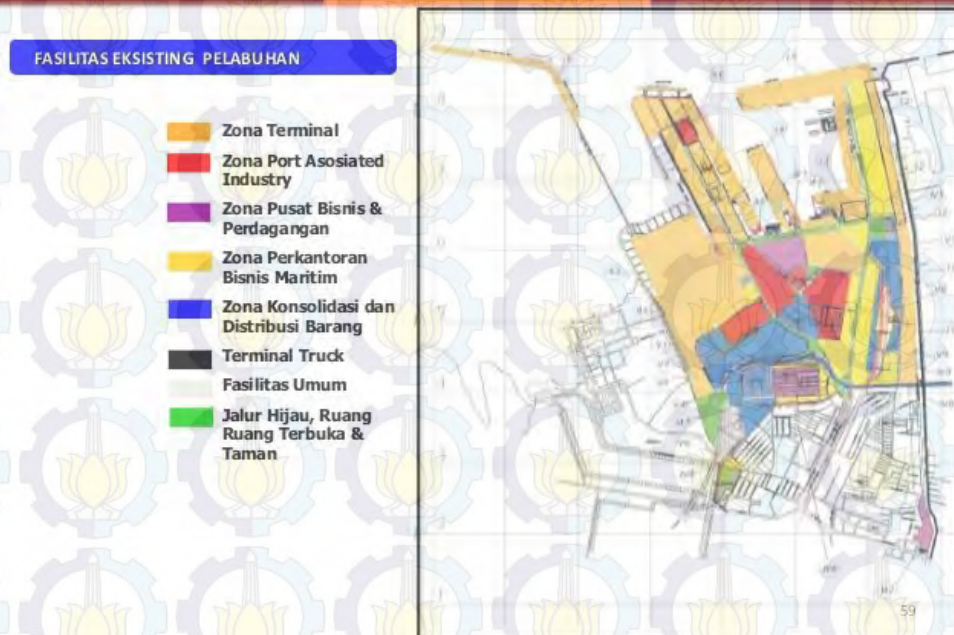 FASILITAS EKSISTING PELABUHAN
Zona Terminal
Zona Port Asosiated
Industry
Zona Pusat Bisnis &
Perdagangan
Zona Perkantoran
Bisnis Maritim
Zona Konsolidasi dan
Distribusi Barang
Terminal Truck
Fasilitas Umum
Jalur Hijau, Ruang
Ruang Terbuka &
Taman
59